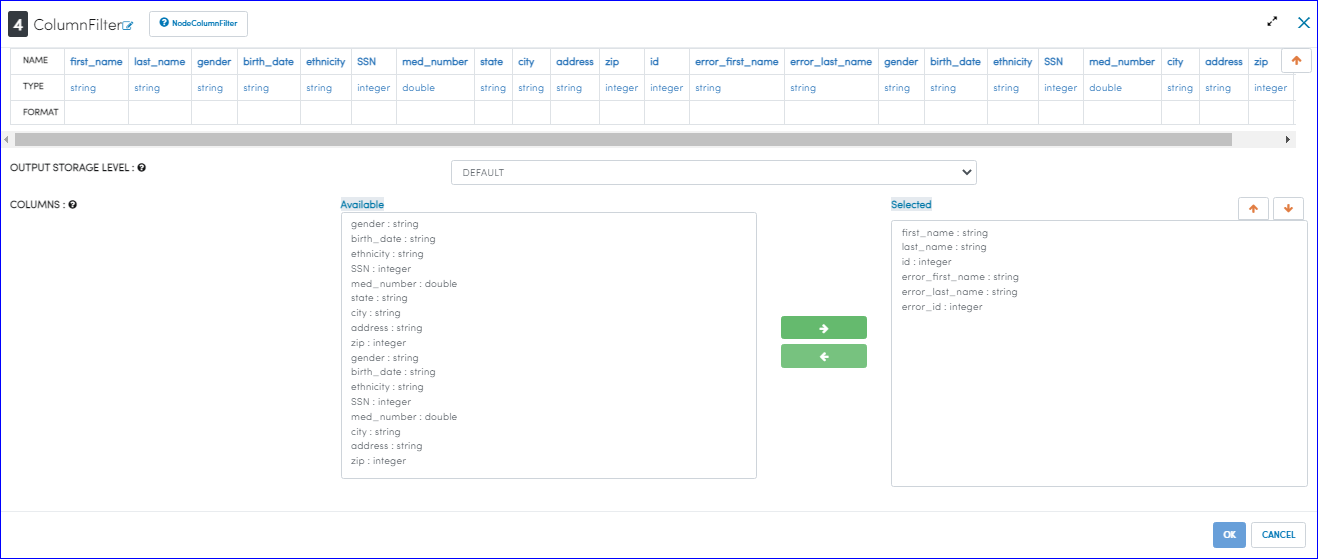 4 ColumnFilter NodeColumnFilter
NAME first_name last_name gender birth_date ethnicity SSN med_number state city address zip id error_first_name error_last_name gender birth_date ethnicity SSN med_number city address zip
TYPE string string string string string integer double string string string integer integer string string string string string integer double string string integer
FORMAT
OUTPUT STORAGE LEVEL : DEFAULT
COLUMNS :
Available
gender : string
birth_date : string
ethnicity : string
SSN : integer
med_number : double
state : string
city : string
address : string
zip : integer
gender : string
birth_date : string
ethnicity : string
SSN : integer
med_number : double
city : string
address : string
zip : integer
Selected
first_name : string
last_name : string
id : integer
error_first_name : string
error_last_name : string
error_id : integer
OK CANCEL